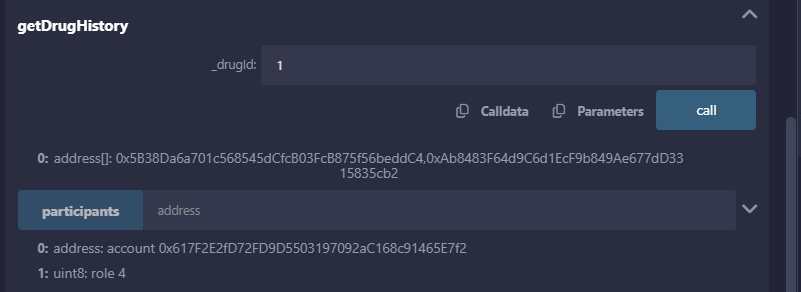 getDrugHistory
_drugId: 1
Calldata Parameters call
0: address[]: 0x5B38Da6a701c568545dCfcB03FcB875f56beddC4,0xAb8483F64d9C6d1EcF9b849Ae677dD33
15835cb2
participants address
0: address: account 0x617F2E2fD72FD9D5503197092aC168c91465E7f2
1: uint8: role 4